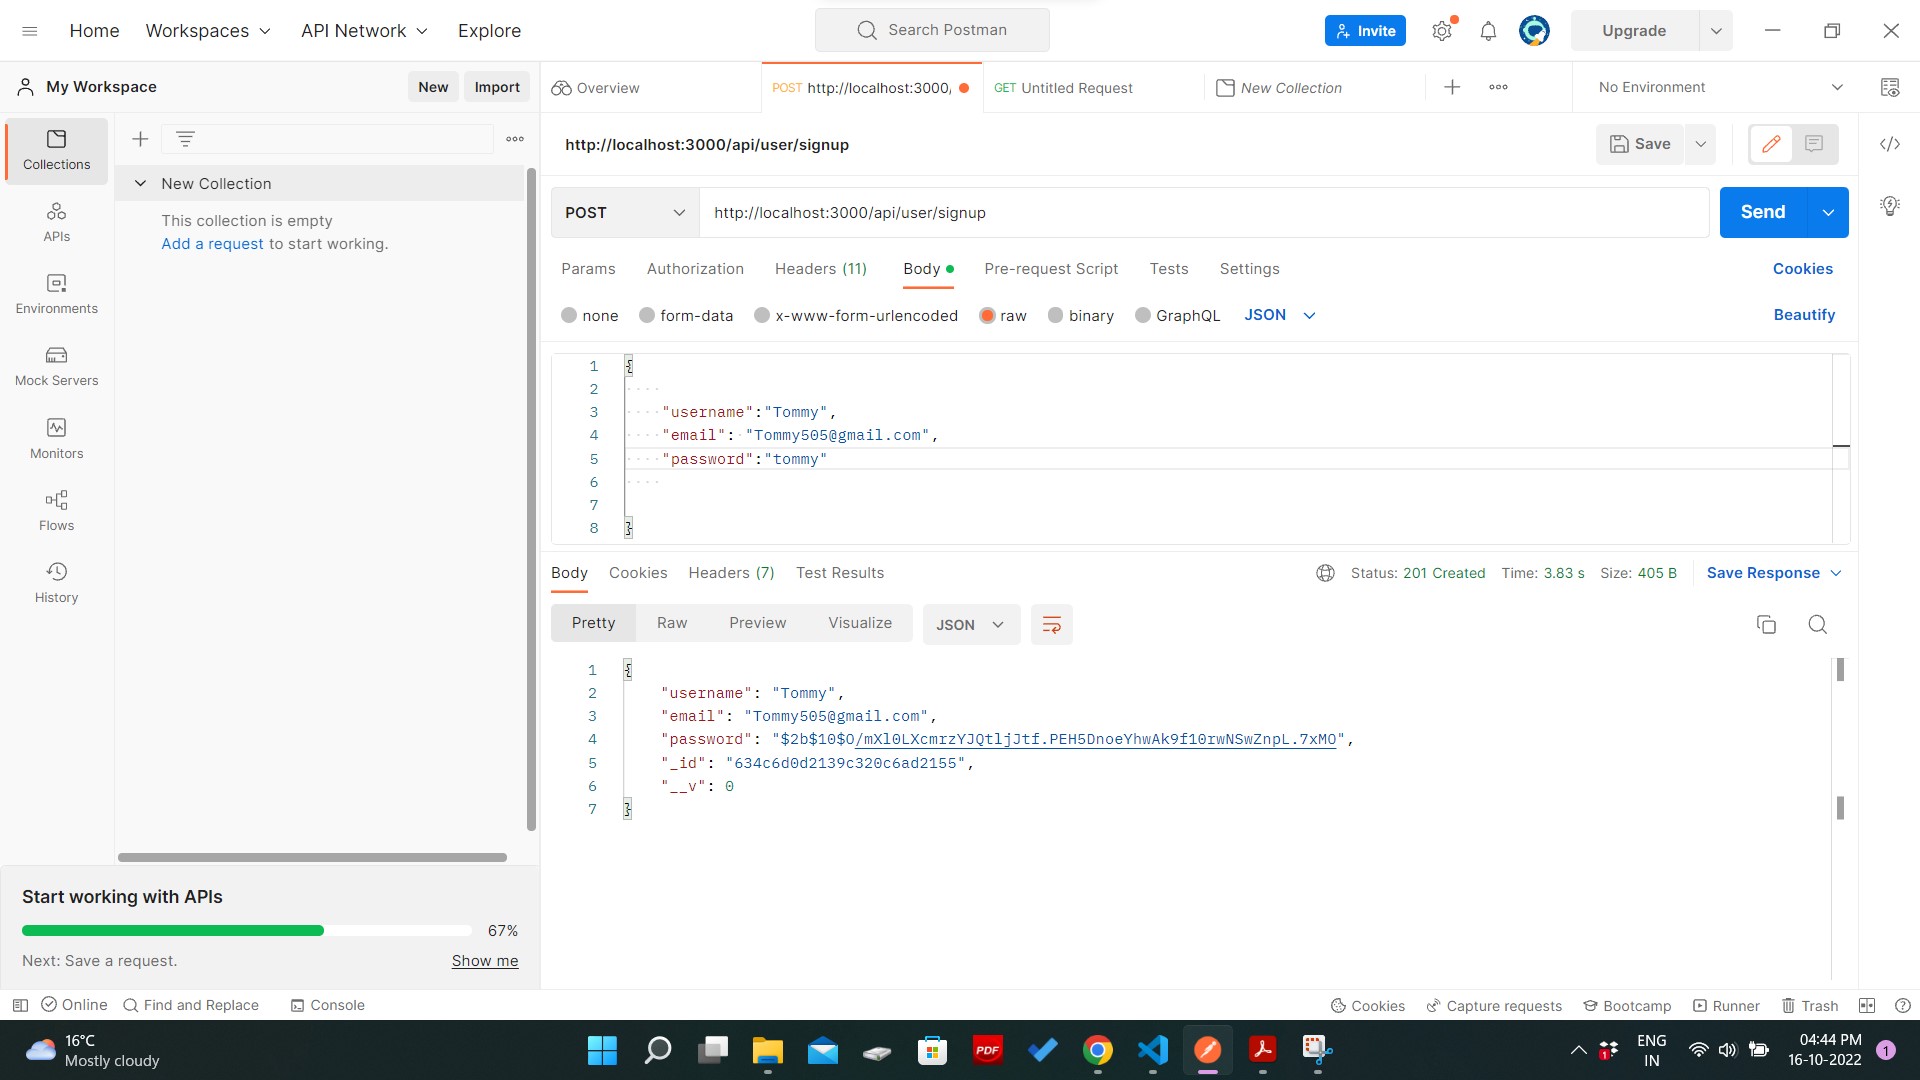 Home Workspaces API Network Explore Search Postman Invite Upgrade
My Workspace New Import Overview POST http://localhost:3000, GET Untitled Request New Collection No Environment
Collections
APIs
Environments
Mock Servers
Monitors
Flows
History
New Collection
This collection is empty
Add a request to start working.
http://localhost:3000/api/user/signup Save
POST http://localhost:3000/api/user/signup Send
Params Authorization Headers (11) Body Pre-request Script Tests Settings Cookies
none form-data x-www-form-urlencoded raw binary GraphQL JSON Beautify
1 {
2
3 "username":"Tommy",
4 "email": "Tommy505@gmail.com",
5 "password":"tommy"
6
7
8 }
Body Cookies Headers (7) Test Results Status: 201 Created Time: 3.83 s Size: 405 B Save Response
Pretty Raw Preview Visualize JSON
1 {
2 "username": "Tommy",
3 "email": "Tommy505@gmail.com",
4 "password": "$2b$10$O/mXl0LXcmrzYJQtljJtf.PEH5DnoeYhwAk9f10rwNSwZnpL.7xMO",
5 "_id": "634c6d0d2139c320c6ad2155",
6 "__v": 0
7 }
Start working with APIs
67%
Next: Save a request. Show me
Online Find and Replace Console Cookies Capture requests Bootcamp Runner Trash
16°C
Mostly cloudy
PDF
1
ENG
IN
04:44 PM
16-10-2022
1